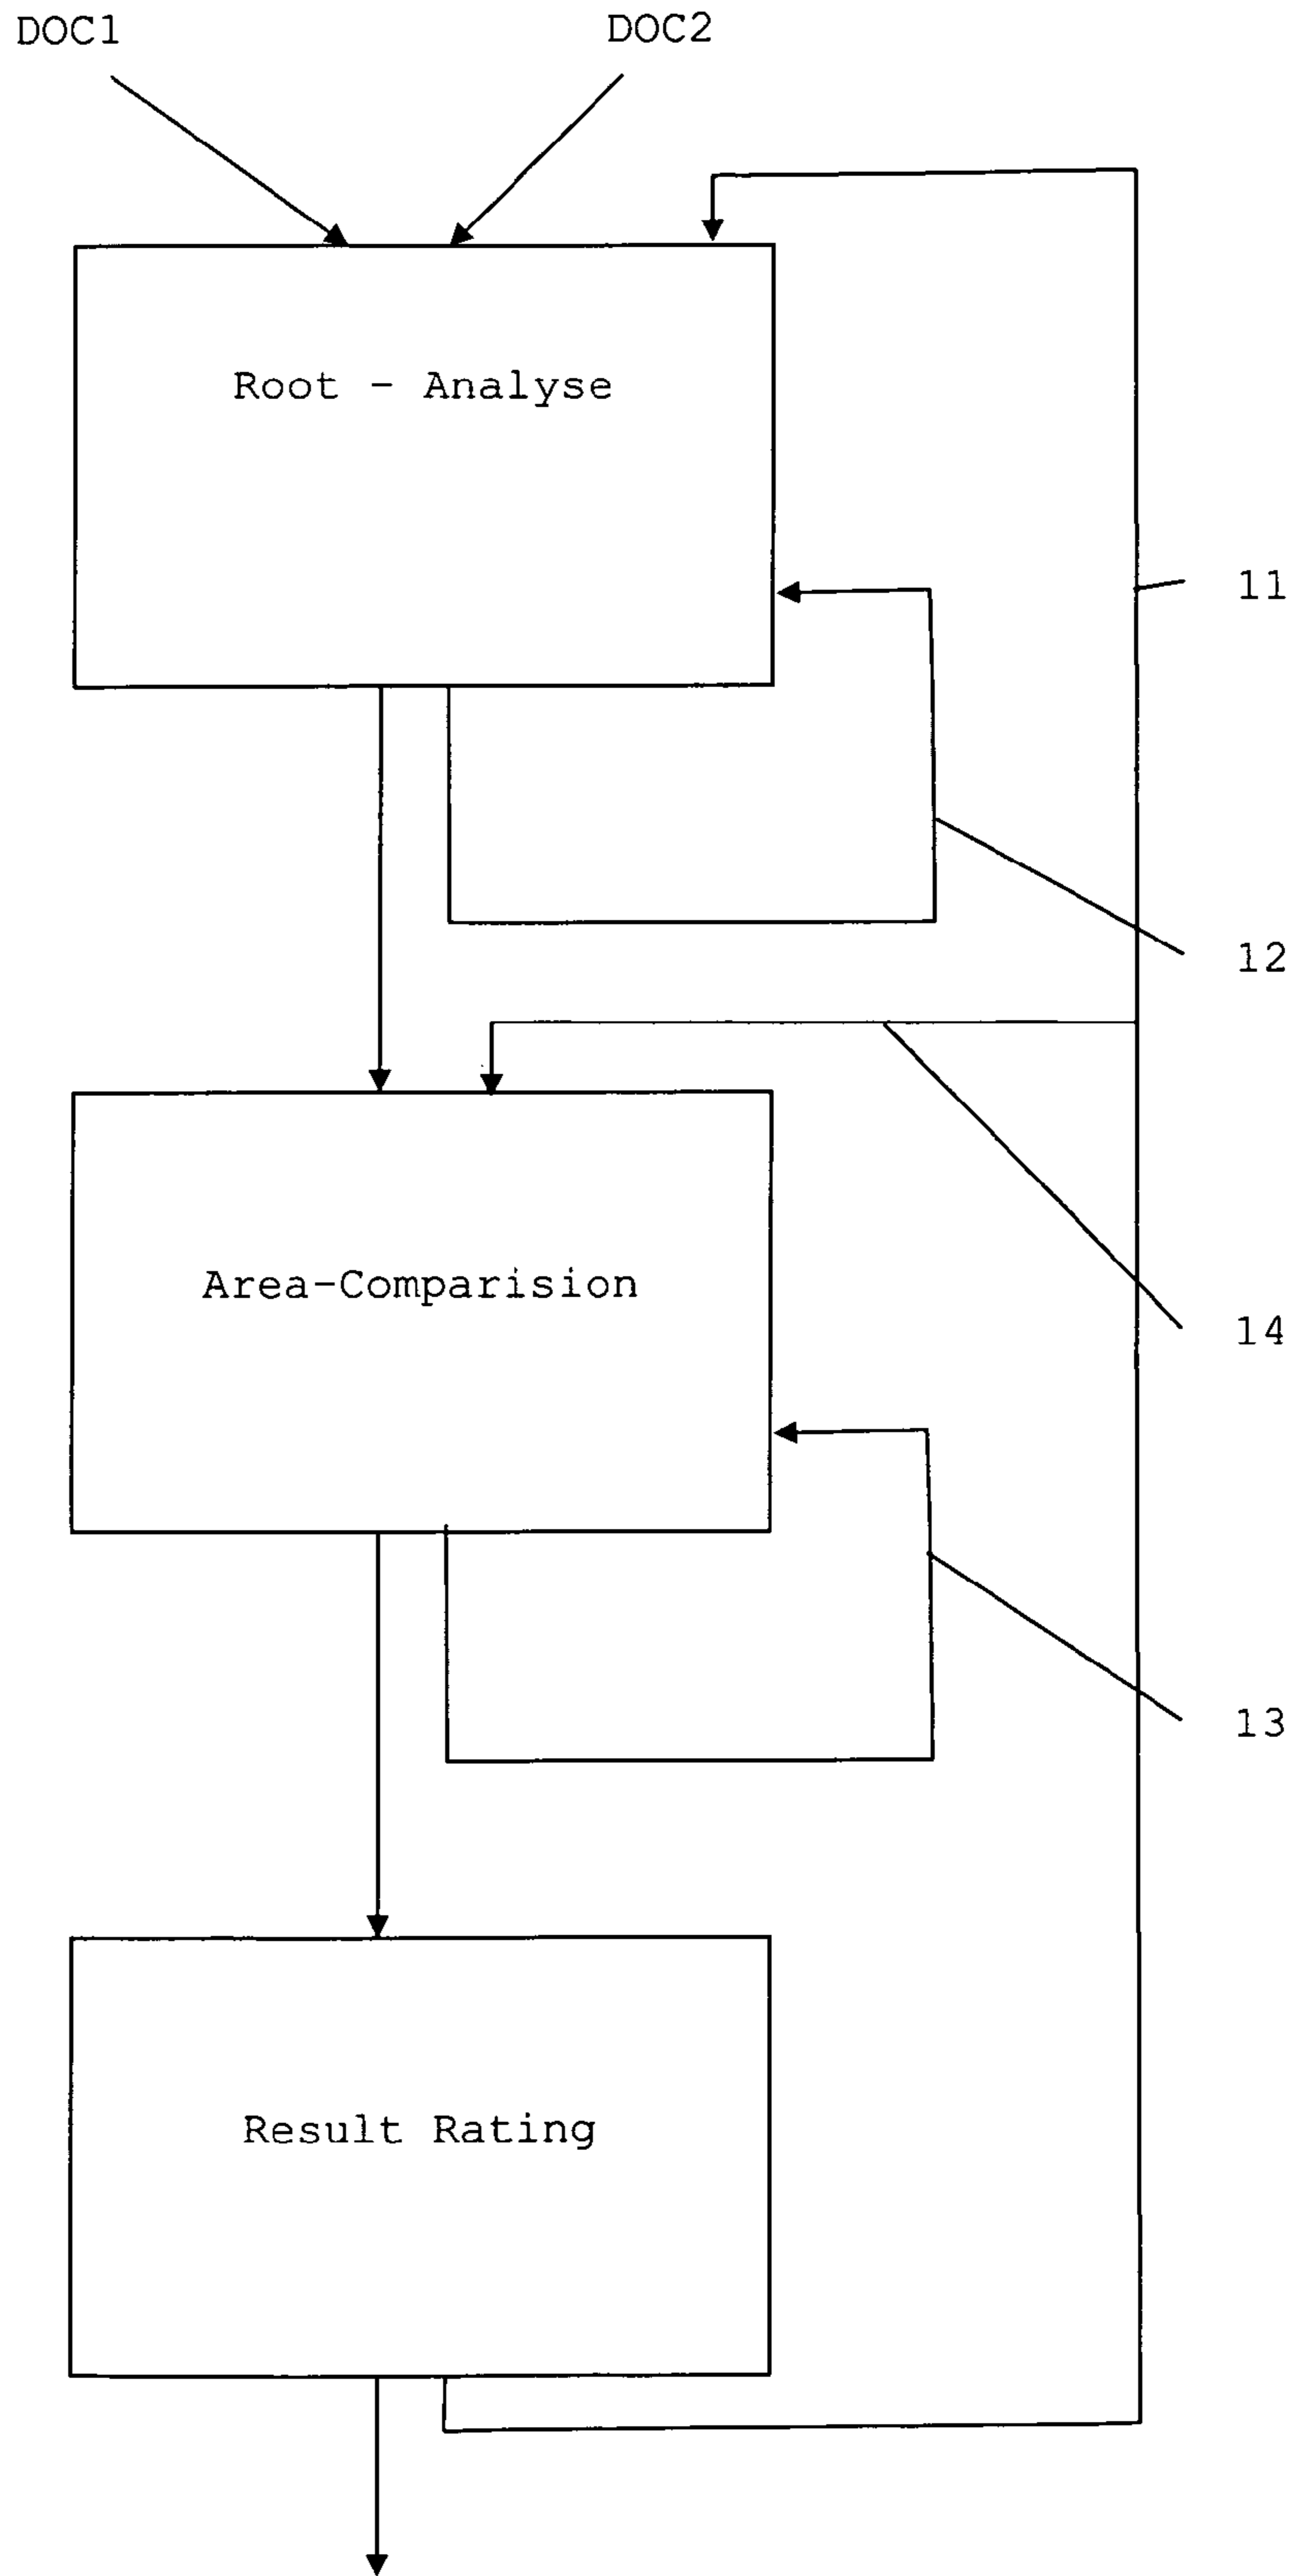 DOC1 DOC2
Root - Analyse
11
12
Area-Comparision
14
13
Result Rating